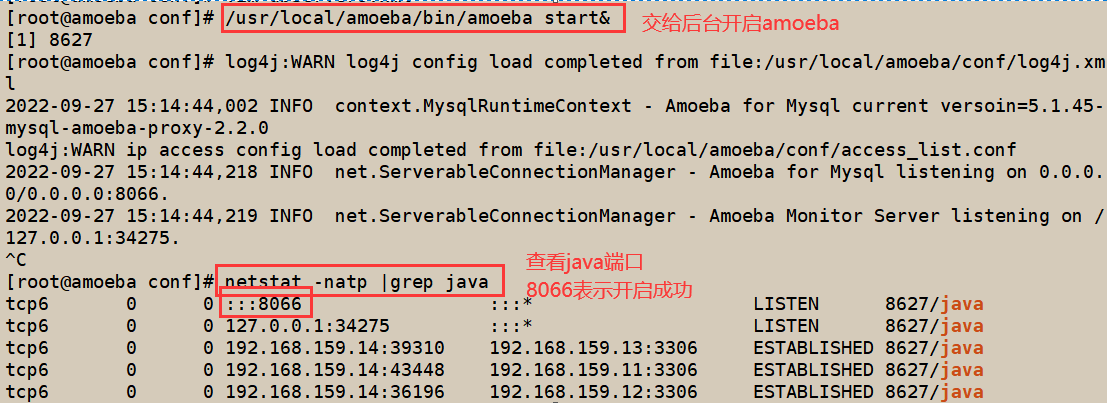 [root@amoeba conf]# /usr/local/amoeba/bin/amoeba start&
交给后台开启amoeba
[1] 8627
[root@amoeba conf]# log4j:WARN log4j config load completed from file:/usr/local/amoeba/conf/log4j.xm
l
2022-09-27 15:14:44,002 INFO  context.MysqlRuntimeContext - Amoeba for Mysql current versoin=5.1.45-
mysql-amoeba-proxy-2.2.0
log4j:WARN ip access config load completed from file:/usr/local/amoeba/conf/access_list.conf
2022-09-27 15:14:44,218 INFO  net.ServerableConnectionManager - Amoeba for Mysql listening on 0.0.0.
0/0.0.0.0:8066.
2022-09-27 15:14:44,219 INFO  net.ServerableConnectionManager - Amoeba Monitor Server listening on /
127.0.0.1:34275.
^C
查看java端口
[root@amoeba conf]# netstat -natp |grep java
8066表示开启成功
tcp6       0      0 :::8066                 :::*                    LISTEN      8627/java
tcp6       0      0 127.0.0.1:34275         :::*                    LISTEN      8627/java
tcp6       0      0 192.168.159.14:39310    192.168.159.13:3306     ESTABLISHED 8627/java
tcp6       0      0 192.168.159.14:43448    192.168.159.11:3306     ESTABLISHED 8627/java
tcp6       0      0 192.168.159.14:36196    192.168.159.12:3306     ESTABLISHED 8627/java